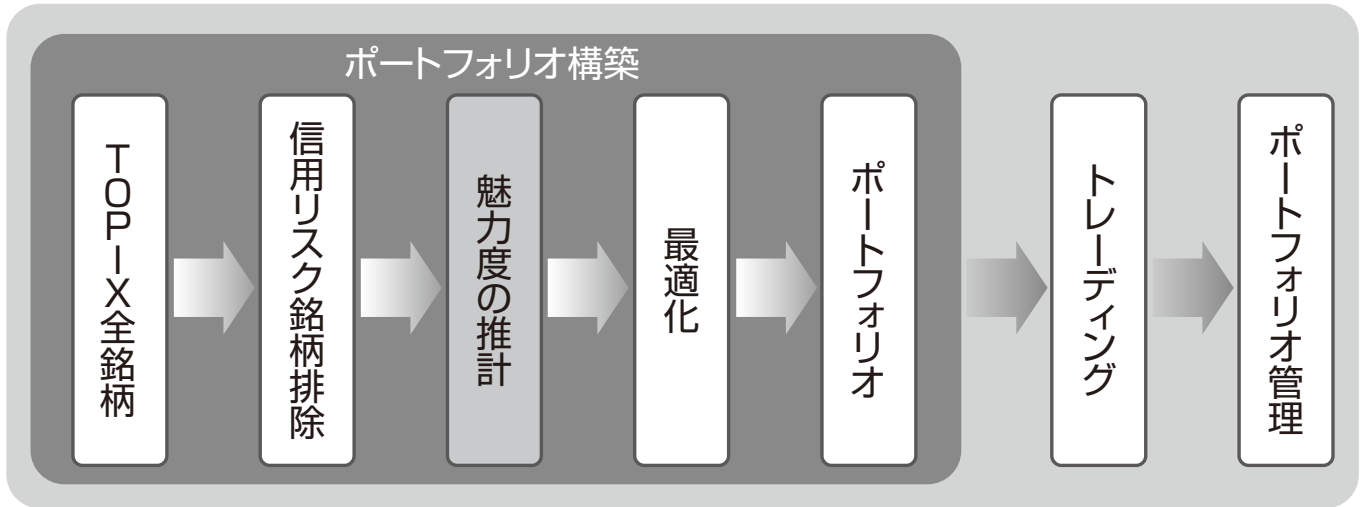 ポートフォリオ構築
TOPIX全銘柄
信用リスク銘柄排除
魅力度の推計
最適化
ポートフォリオ
トレーディング
ポートフォリオ管理